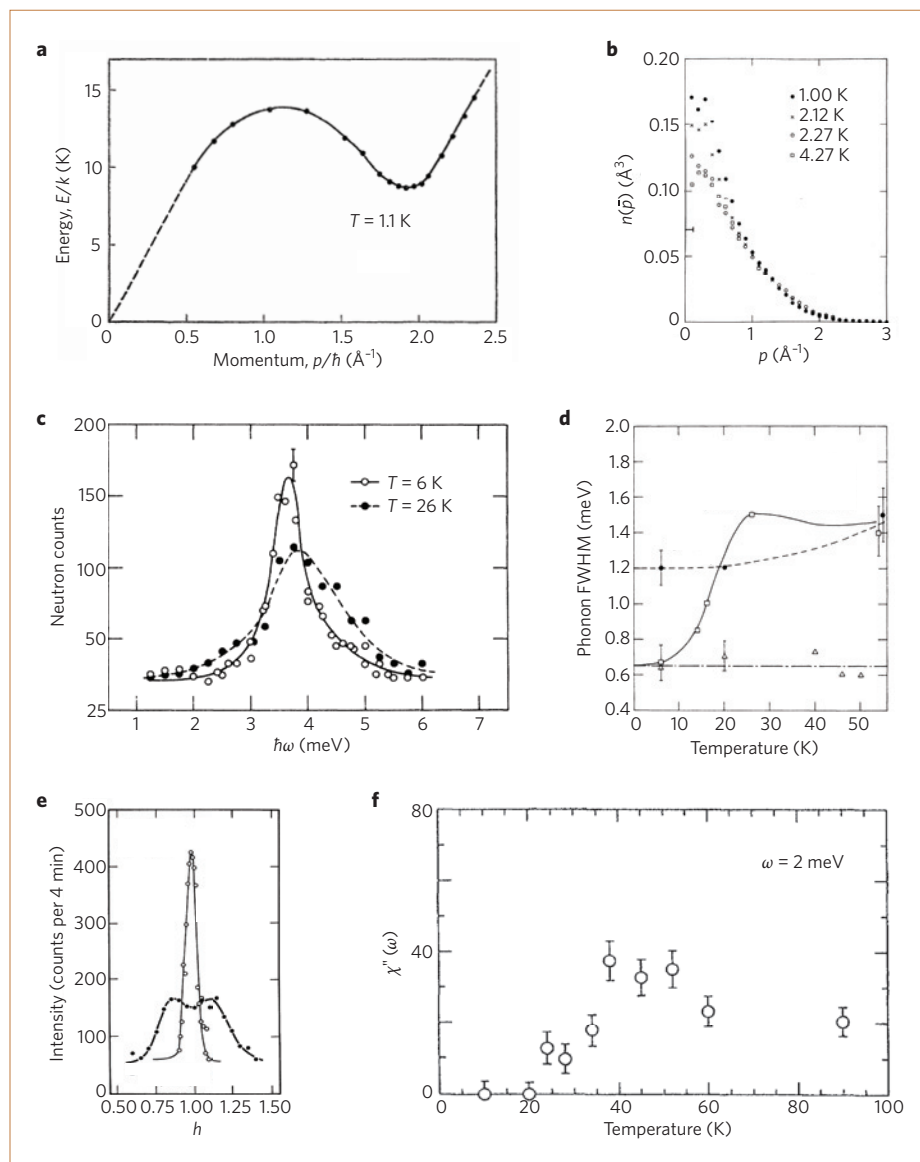 a
15
10
5
0
Energy, E/k (K)
T = 1.1 K
0 0.5 1.0 1.5 2.0 2.5
Momentum, p/ħ (Å⁻¹)
b
0.20
0.15
0.10
0.05
0
n(p̄) (Å³)
1.00 K
2.12 K
2.27 K
4.27 K
0 1 2 3
p (Å⁻¹)
c
200
150
100
50
25
Neutron counts
T = 6 K
T = 26 K
1 2 3 4 5 6 7
ħω (meV)
d
2.0
1.8
1.6
1.4
1.2
1.0
0.8
0.6
0.4
Phonon FWHM (meV)
0 10 20 30 40 50
Temperature (K)
e
500
400
300
200
100
0
Intensity (counts per 4 min)
0.50 0.75 1.00 1.25 1.50
h
f
80
40
0
χ" (ω)
ω = 2 meV
0 20 40 60 80 100
Temperature (K)